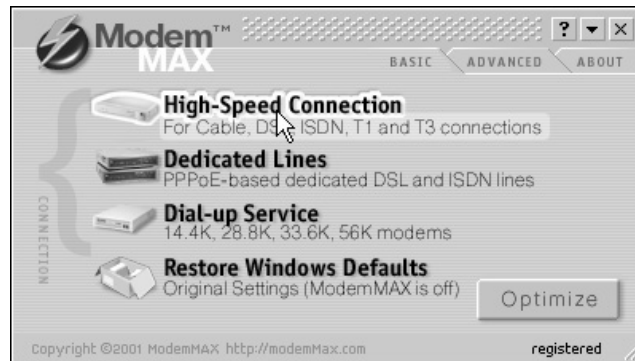 Modem™
MAX
?
BASIC ADVANCED ABOUT
High-Speed Connection
For Cable, DSL, ISDN, T1 and T3 connections
Dedicated Lines
PPPoE-based dedicated DSL and ISDN lines
Dial-up Service
14.4K, 28.8K, 33.6K, 56K modems
Restore Windows Defaults
Original Settings (ModemMAX is off)
CONNECTION
Optimize
Copyright ©2001 ModemMAX http://modemMax.com
registered